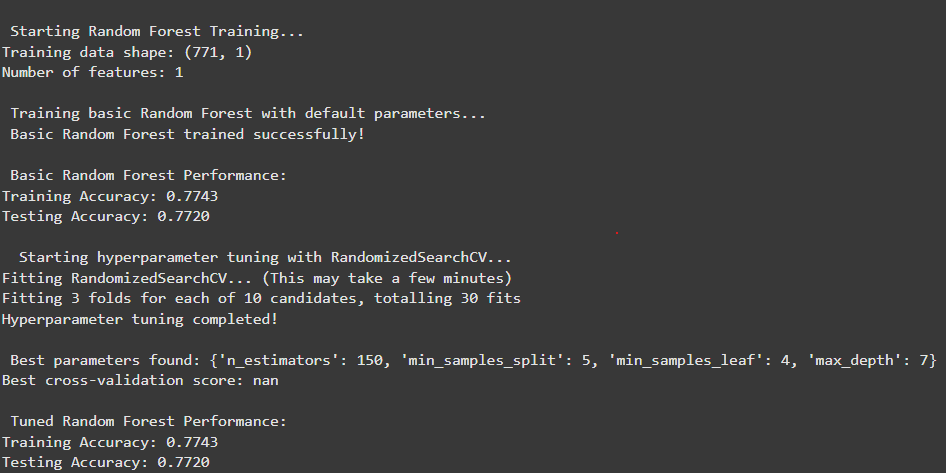 Starting Random Forest Training...
Training data shape: (771, 1)
Number of features: 1
Training basic Random Forest with default parameters...
Basic Random Forest trained successfully!
Basic Random Forest Performance:
Training Accuracy: 0.7743
Testing Accuracy: 0.7720
Starting hyperparameter tuning with RandomizedSearchCV...
Fitting RandomizedSearchCV... (This may take a few minutes)
Fitting 3 folds for each of 10 candidates, totalling 30 fits
Hyperparameter tuning completed!
Best parameters found: {'n_estimators': 150, 'min_samples_split': 5, 'min_samples_leaf': 4, 'max_depth': 7}
Best cross-validation score: nan
Tuned Random Forest Performance:
Training Accuracy: 0.7743
Testing Accuracy: 0.7720